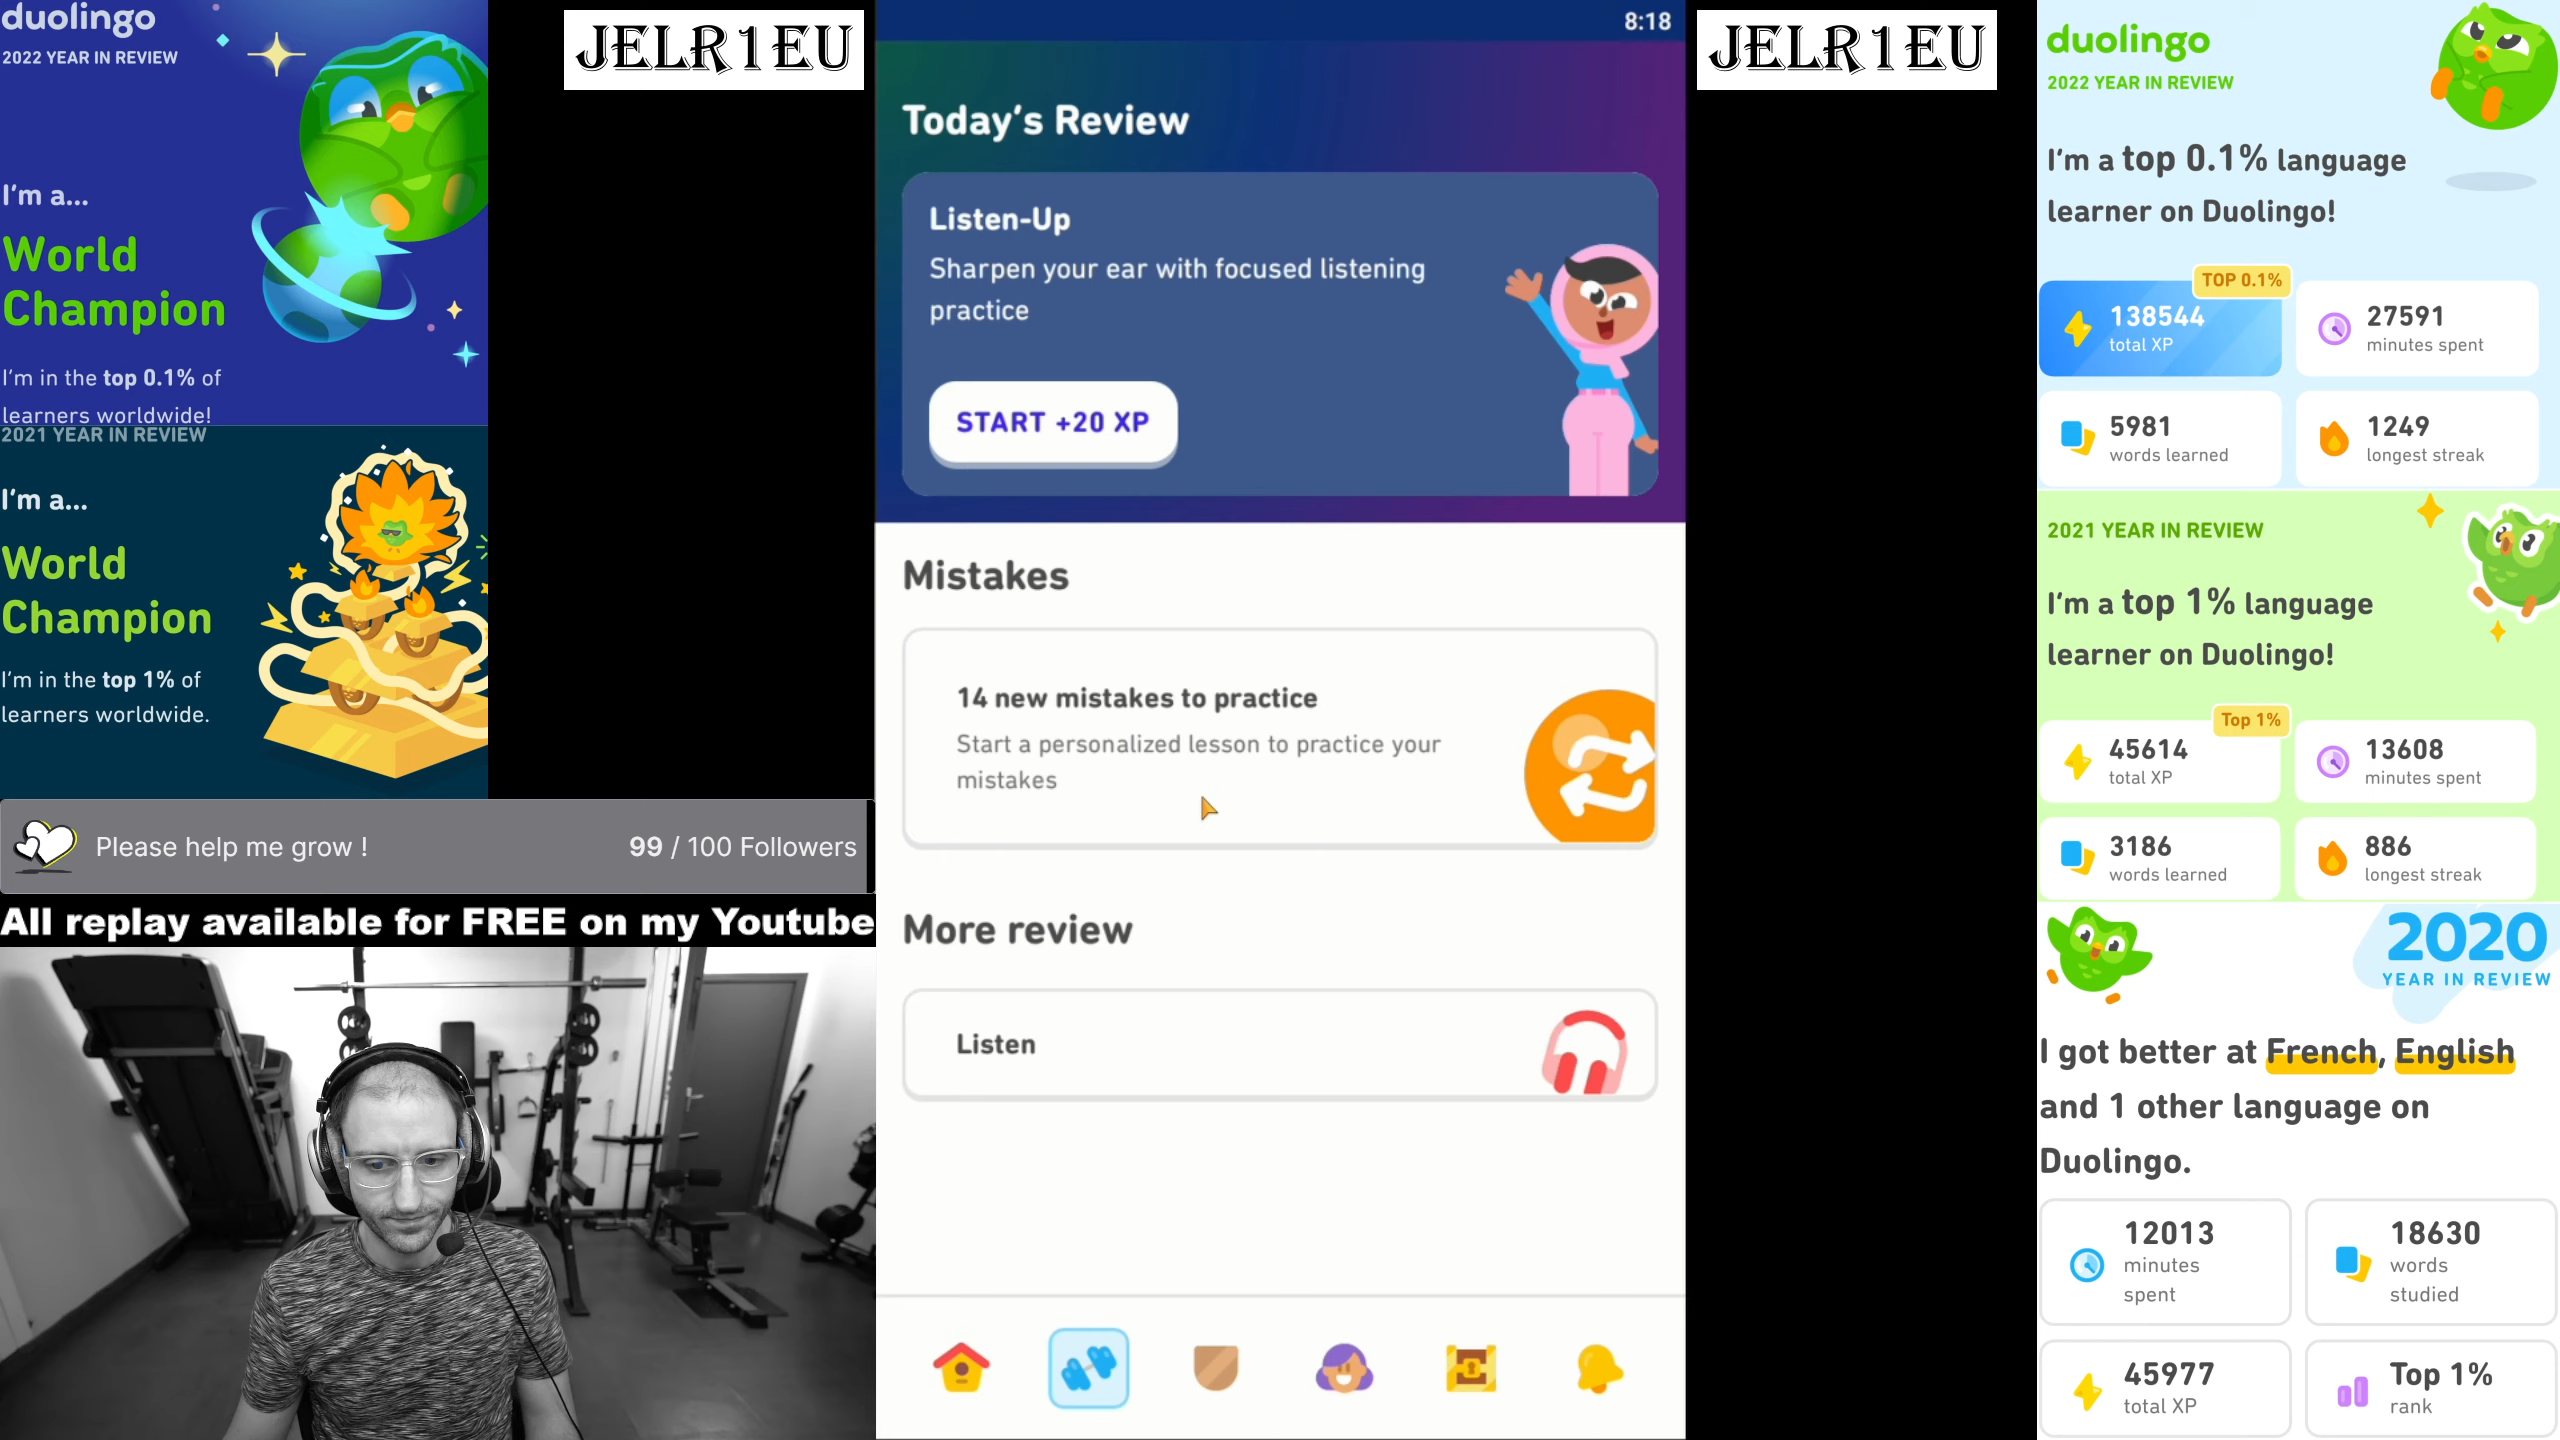 duolingo
2022 YEAR IN REVIEW
I'm a...
World
Champion
I'm in the top 0.1% of
learners worldwide!
2021 YEAR IN REVIEW
I'm a...
World
Champion
I'm in the top 1% of
learners worldwide.
Please help me grow !
99 / 100 Followers
All replay available for FREE on my Youtube
JELR1EU
8:18
Today's Review
Listen-Up
Sharpen your ear with focused listening
practice
START +20 XP
Mistakes
14 new mistakes to practice
Start a personalized lesson to practice your
mistakes
More review
Listen
JELR1EU
duolingo
2022 YEAR IN REVIEW
I'm a top 0.1% language
learner on Duolingo!
TOP 0.1%
138544
total XP
27591
minutes spent
5981
words learned
1249
longest streak
2021 YEAR IN REVIEW
I'm a top 1% language
learner on Duolingo!
Top 1%
45614
total XP
13608
minutes spent
3186
words learned
886
longest streak
2020
YEAR IN REVIEW
I got better at French, English
and 1 other language on
Duolingo.
12013
minutes
spent
18630
words
studied
45977
total XP
Top 1%
rank